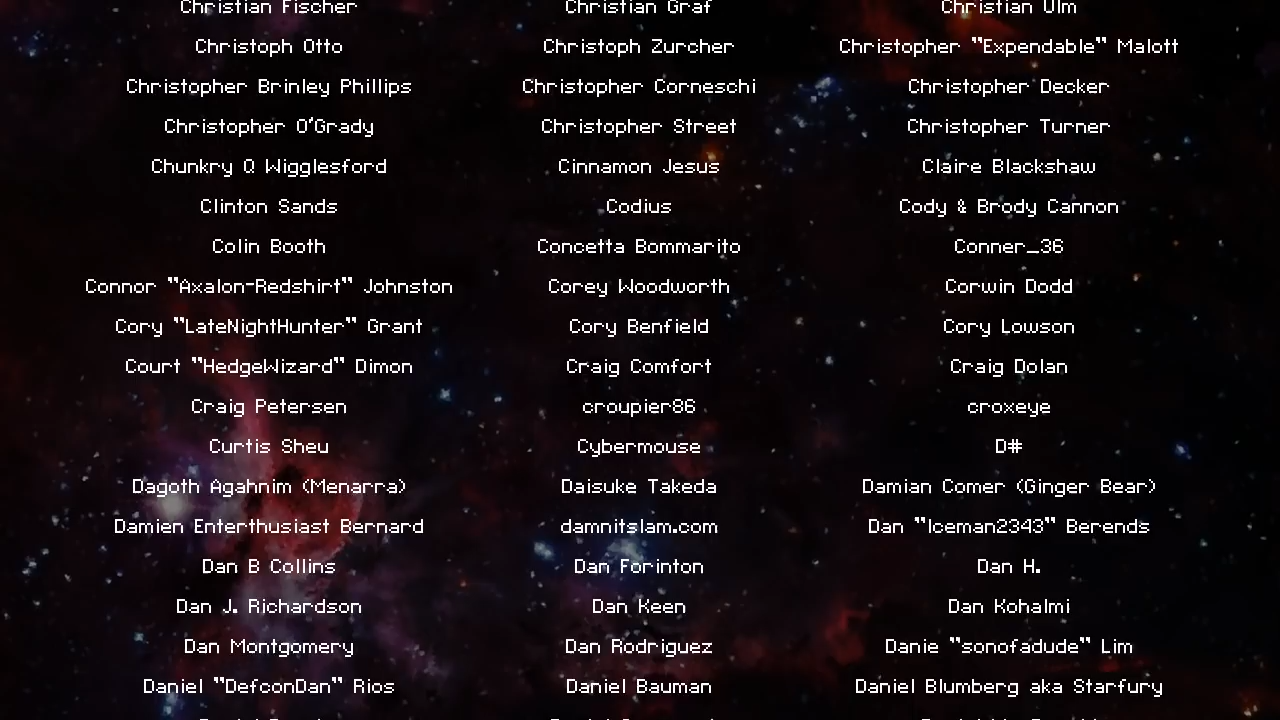 Christian Fischer Christian Graf Christian Ulm
Christoph Otto Christoph Zurcher Christopher "Expendable" Malott
Christopher Brinley Phillips Christopher Corneschi Christopher Decker
Christopher O'Grady Christopher Street Christopher Turner
Chunkry Q Wigglesford Cinnamon Jesus Claire Blackshaw
Clinton Sands Codius Cody & Brody Cannon
Colin Booth Concetta Bommarito Conner_36
Connor "Axalon-Redshirt" Johnston Corey Woodworth Corwin Dodd
Cory "LateNightHunter" Grant Cory Benfield Cory Lowson
Court "HedgeWizard" Dimon Craig Comfort Craig Dolan
Craig Petersen croupier86 croxeye
Curtis Sheu Cybermouse D#
Dagoth Agahnim (Menarra) Daisuke Takeda Damian Comer (Ginger Bear)
Damien Enterthusiast Bernard damnitslam.com Dan "Iceman2343" Berends
Dan B Collins Dan Forinton Dan H.
Dan J. Richardson Dan Keen Dan Kohalmi
Dan Montgomery Dan Rodriguez Danie "sonofadude" Lim
Daniel "DefconDan" Rios Daniel Bauman Daniel Blumberg aka Starfury